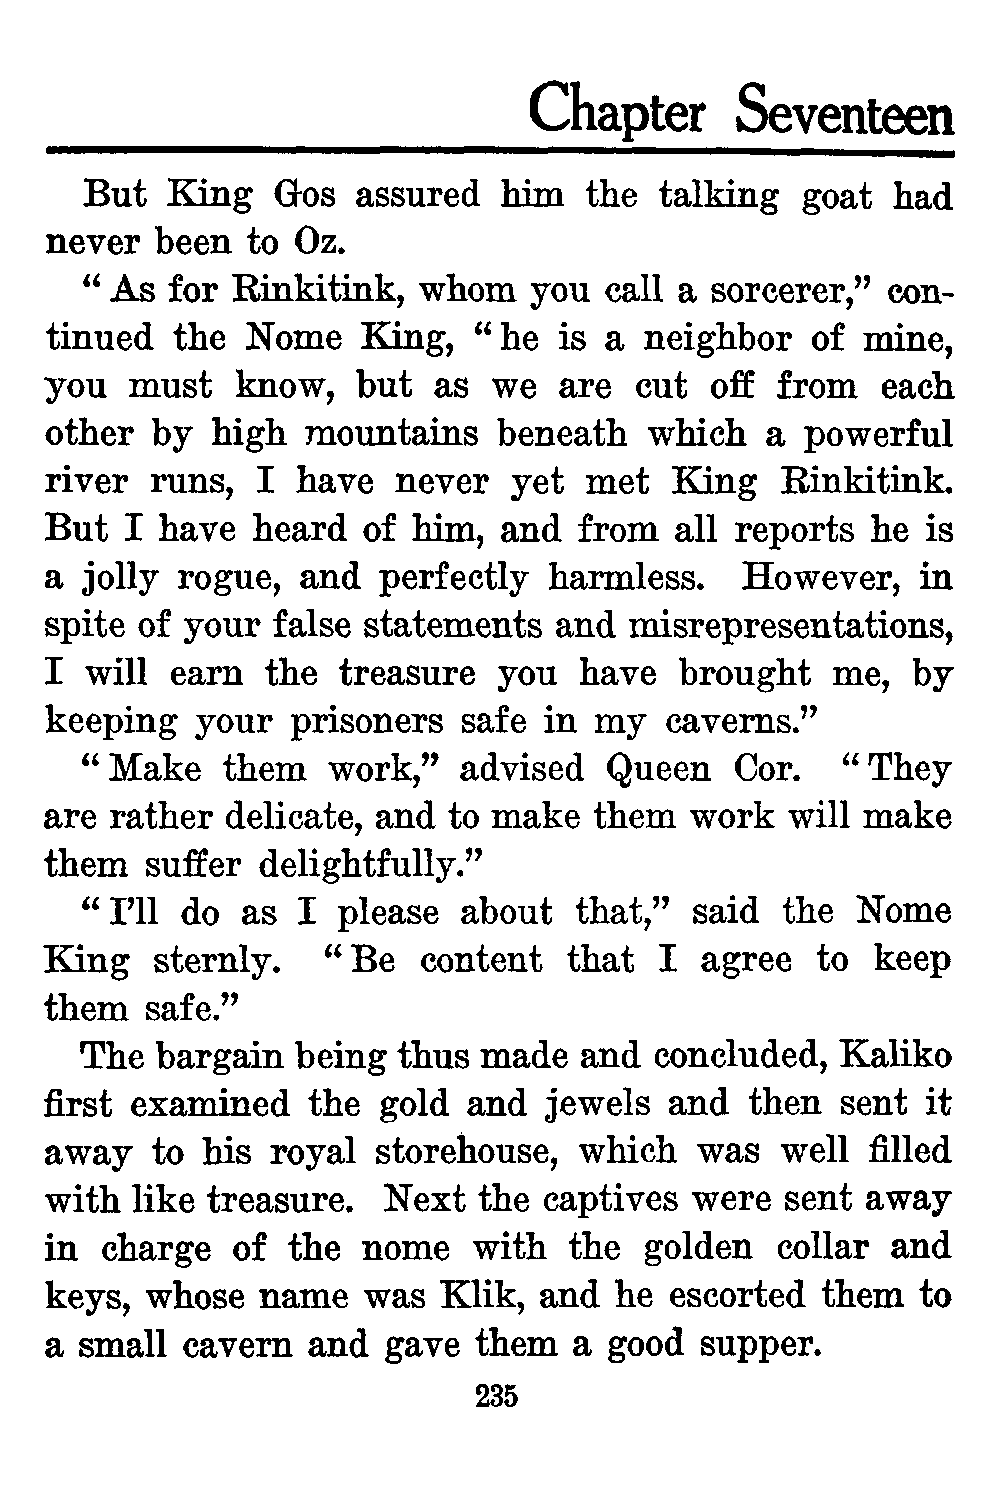 Chapter Seventeen
But King Gos assured him the talking goat had
never been to Oz.
“ As for Rinkitink, whom you call a sorcerer,” con-
tinued the Nome King, “ he is a neighbor of mine,
you must know, but as we are cut off from each
other by high mountains beneath which a powerful
river runs, I have never yet met King Rinkitink.
But I have heard of him, and from all reports he is
a jolly rogue, and perfectly harmless. However, in
spite of your false statements and misrepresentations,
I will earn the treasure you have brought me, by
keeping your prisoners safe in my caverns.”
“ Make them work,” advised Queen Cor. “ They
are rather delicate, and to make them work will make
them suffer delightfully.”
“ I’ll do as I please about that,” said the Nome
King sternly. “ Be content that I agree to keep
them safe.”
The bargain being thus made and concluded, Kaliko
first examined the gold and jewels and then sent it
away to his royal storehouse, which was well filled
with like treasure. Next the captives were sent away
in charge of the nome with the golden collar and
keys, whose name was Klik, and he escorted them to
a small cavern and gave them a good supper.
235